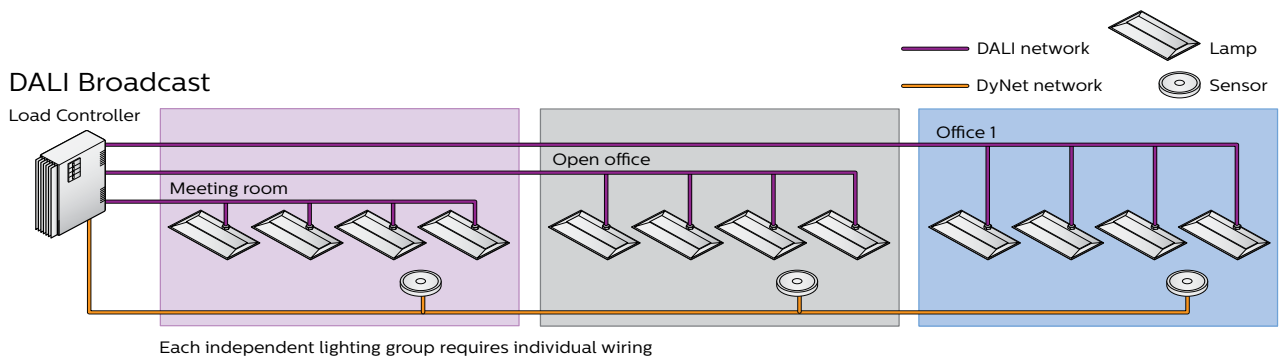 DALI network
Lamp
DALI Broadcast
DyNet network
Sensor
Load Controller
Office 1
Open office
Meeting room
Each independent lighting group requires individual wiring